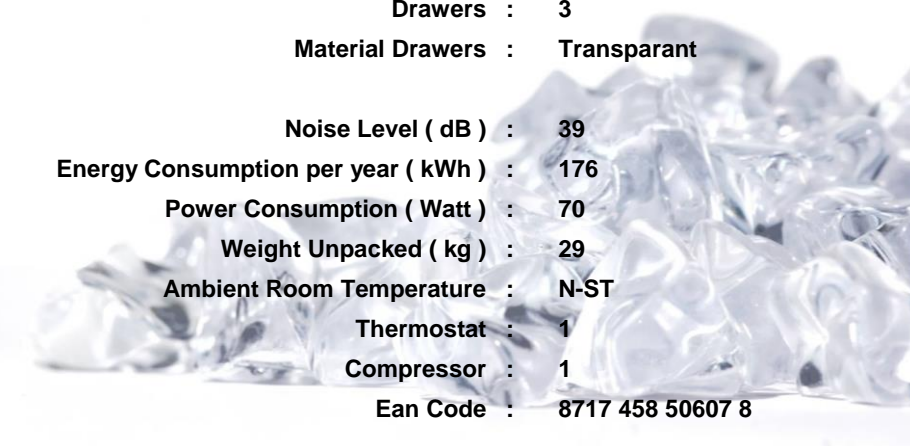 Drawers : 3
Material Drawers : Transparant
Noise Level ( dB ) : 39
Energy Consumption per year ( kWh ) : 176
Power Consumption ( Watt ) : 70
Weight Unpacked ( kg ) : 29
Ambient Room Temperature : N-ST
Thermostat : 1
Compressor : 1
Ean Code : 8717 458 50607 8